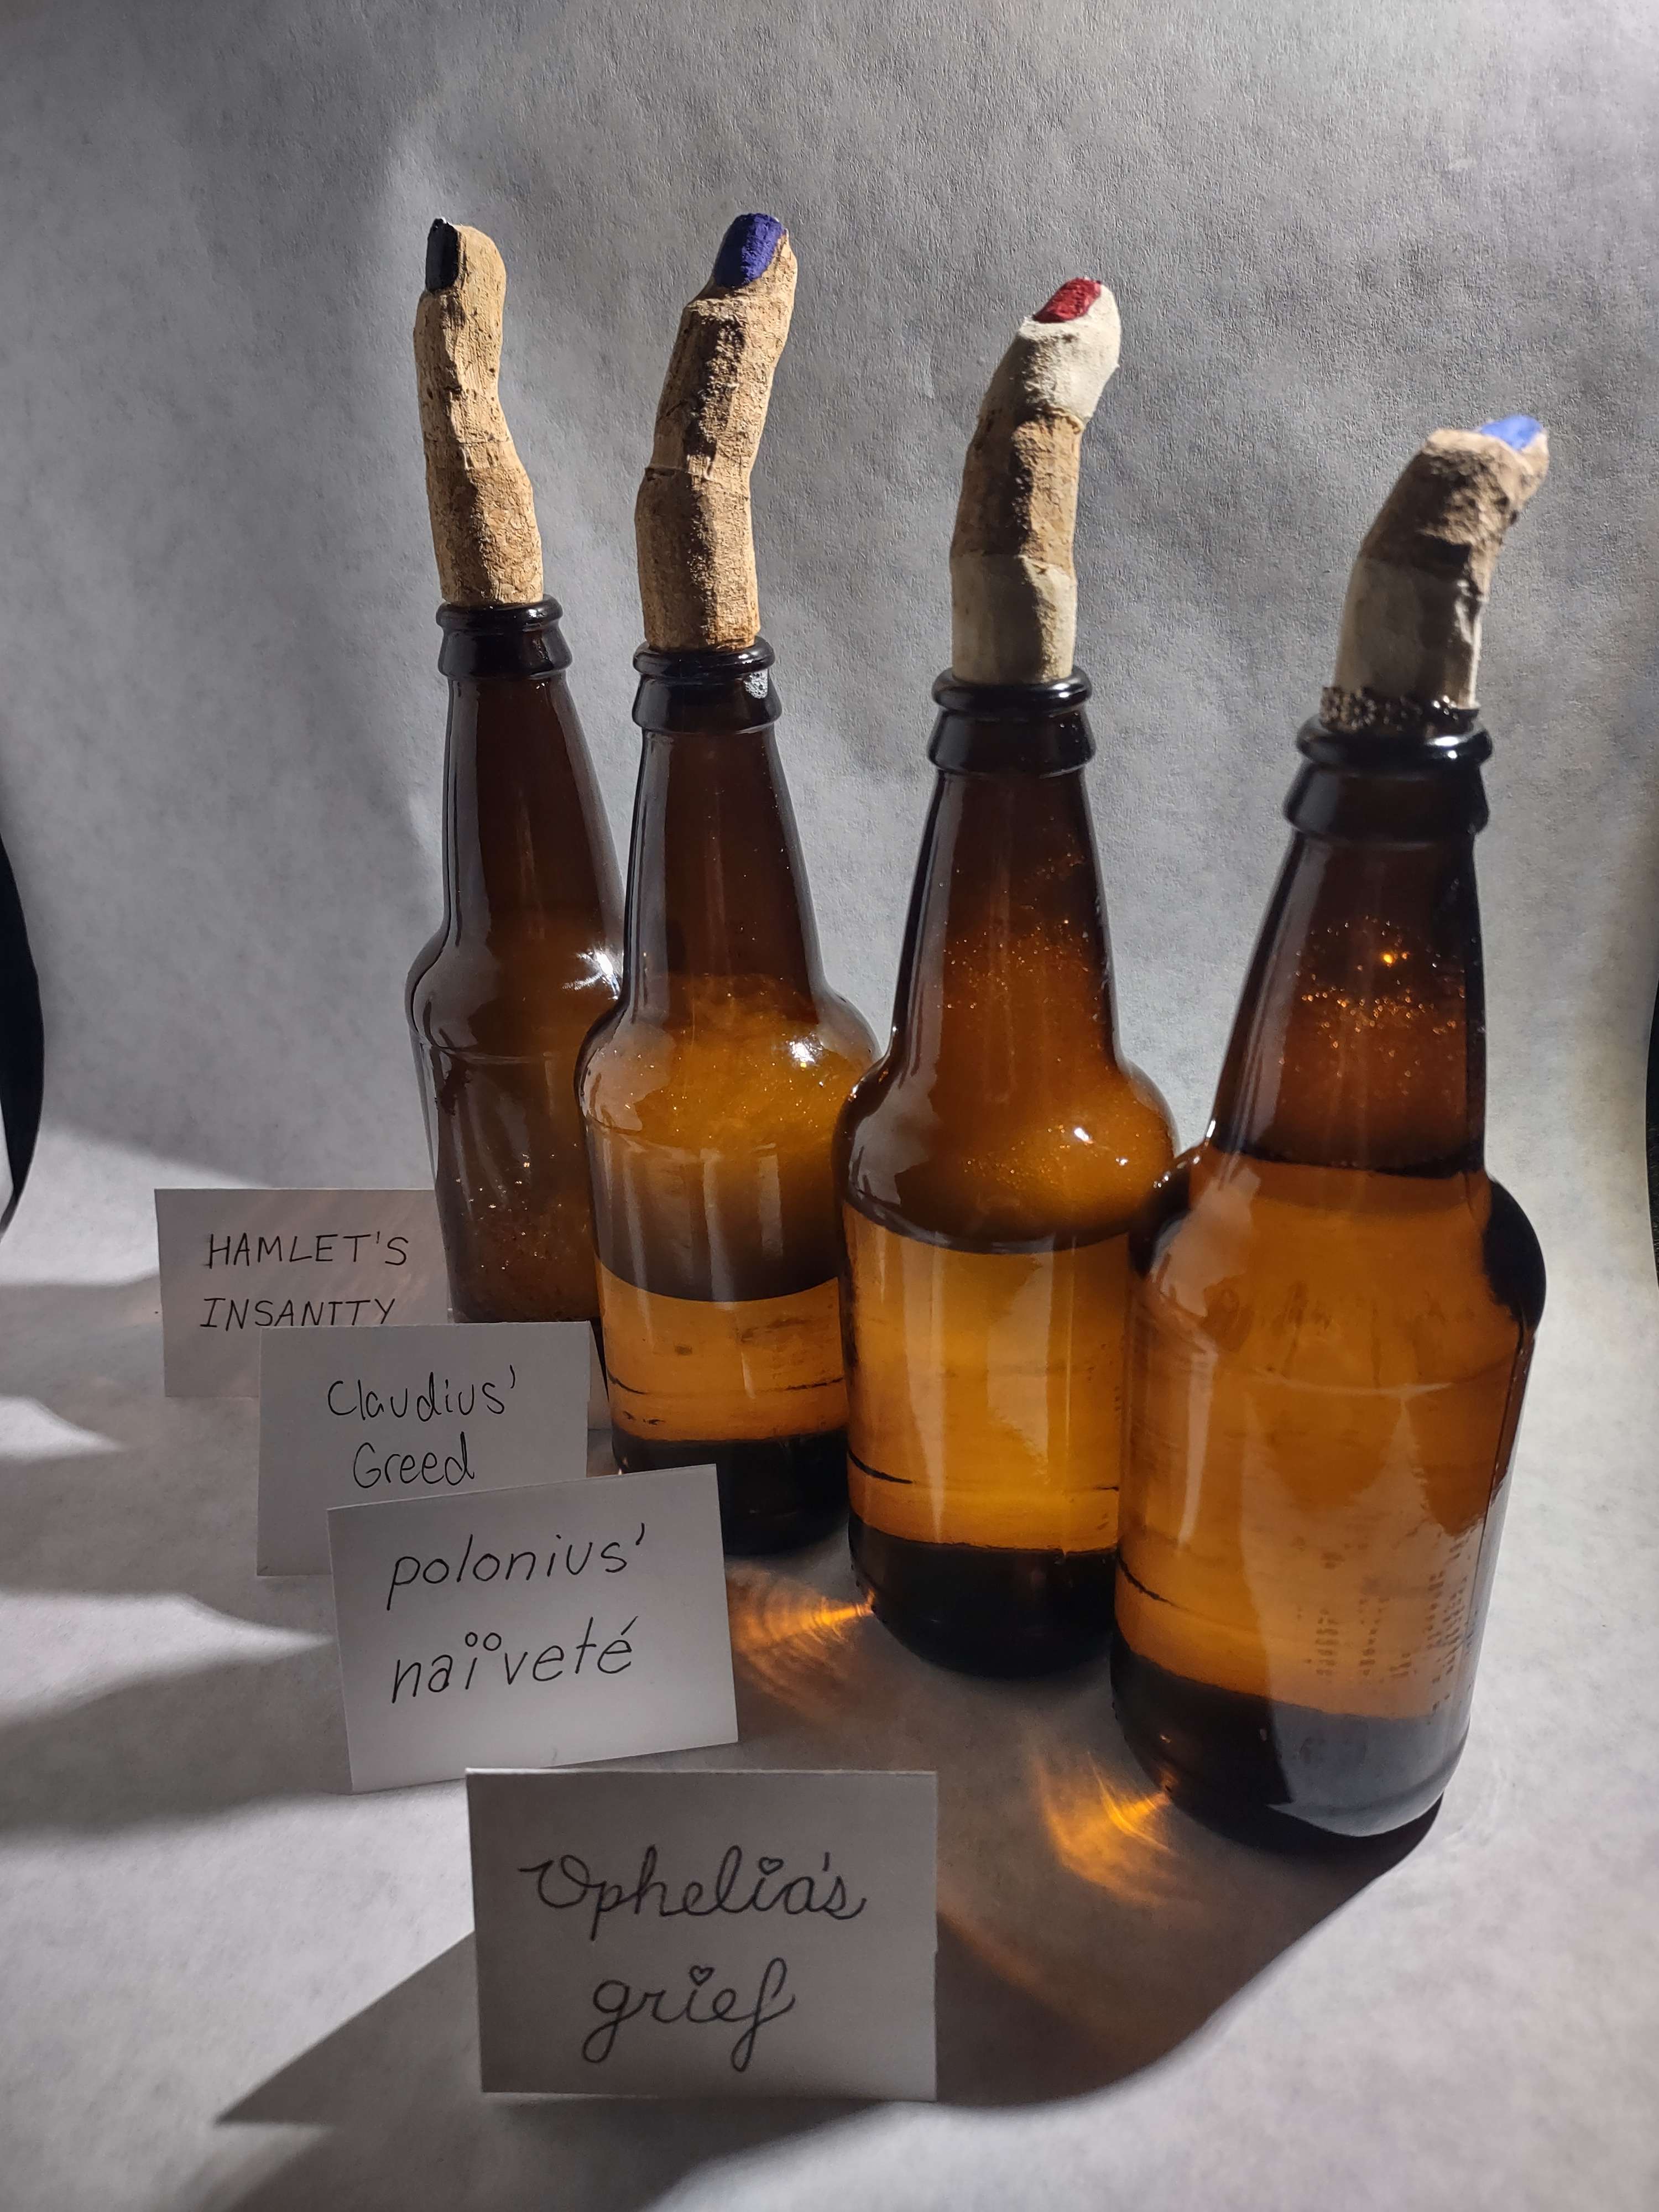 HAMLET'S
INSANITY
Claudius'
Greed
polonius'
naïveté
Ophelia's
grief